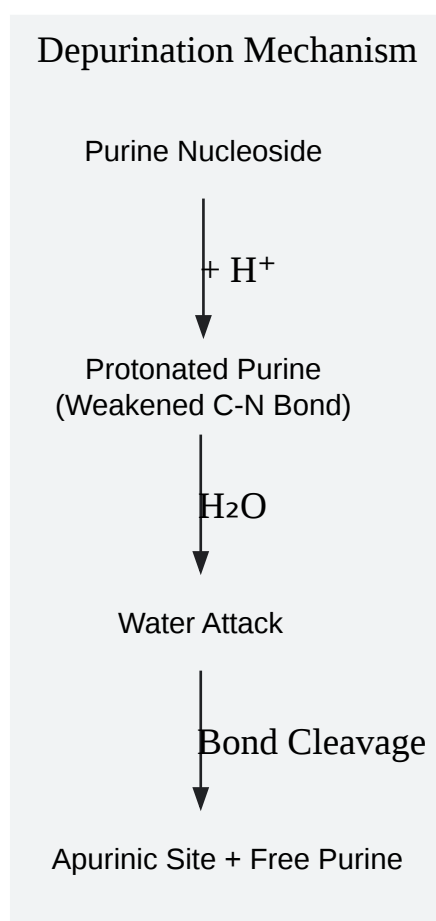 Depurination Mechanism
Purine Nucleoside
+ H⁺
Protonated Purine
(Weakened C-N Bond)
H₂O
Water Attack
Bond Cleavage
Apurinic Site + Free Purine